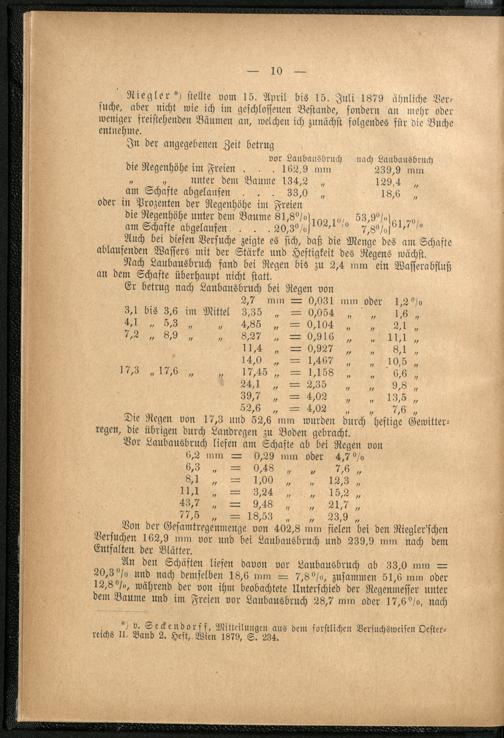 — 10 —
Riegler*) stellte vom 15. April bis 15. Juli 1879 ähnliche Ver-
suche, aber nicht wie ich im geschlossenen Bestande, sondern an mehr oder
weniger freistehenden Bäumen an, welchen ich zunächst folgendes für die Buche
entnehme.
In der angegebenen Zeit betrug
vor Laubausbruch nach Laubausbruch
die Regenhöhe im Freien . . . 162,9 mm 239,9 mm
„ „ unter dem Baume 134,2 „ 129,4 „
am Schafte abgelaufen . . . 33,0 „ 18,6 „
oder in Prozenten der Regenhöhe im Freien
die Regenhöhe unter dem Baume 81,8% } 102,1% 53,9% } 61,7%
am Schafte abgelaufen . . . 20,3% 7,8%
Auch bei diesen Versuche zeigte es sich, daß die Menge des am Schafte
ablaufenden Wassers mit der Stärke und Heftigkeit des Regens wächst.
Nach Laubausbruch fand bei Regen bis zu 2,4 mm ein Wasserabfluß
an dem Schafte überhaupt nicht statt.
Er betrug nach Laubausbruch bei Regen von
2,7 mm = 0,031 mm oder 1,2%
3,1 bis 3,6 im Mittel 3,35 „ = 0,054 „ „ 1,6 „
4,1 „ 5,3 „ „ 4,85 „ = 0,104 „ „ 2,1 „
7,2 „ 8,9 „ „ 8,27 „ = 0,916 „ „ 11,1 „
11,4 „ = 0,927 „ „ 8,1 „
14,0 „ = 1,467 „ „ 10,5 „
17,3 „ 17,6 „ „ 17,45 „ = 1,158 „ „ 6,6 „
24,1 „ = 2,35 „ „ 9,8 „
39,7 „ = 4,02 „ „ 13,5 „
52,6 „ = 4,02 „ „ 7,6 „
Die Regen von 17,3 und 52,6 mm wurden durch heftige Gewitter-
regen, die übrigen durch Landregen zu Boden gebracht.
Vor Laubausbruch liefen am Schafte ab bei Regen von
6,2 mm = 0,29 mm oder 4,7%
6,3 „ = 0,48 „ „ 7,6 „
8,1 „ = 1,00 „ „ 12,3 „
11,1 „ = 3,24 „ „ 15,2 „
43,7 „ = 9,48 „ „ 21,7 „
77,5 „ = 18,53 „ „ 23,9 „
Von der Gesamtregenmenge von 402,8 mm fielen bei den Riegler'schen
Versuchen 162,9 mm vor und bei Laubausbruch und 239,9 mm nach dem
Entfalten der Blätter.
An den Schäften liefen davon vor Laubausbruch ab 33,0 mm =
20,3% und nach demselben 18,6 mm = 7,8%, zusammen 51,6 mm oder
12,8%, während der von ihm beobachtete Unterschied der Regenmesser unter
dem Baume und im Freien vor Laubausbruch 28,7 mm oder 17,6%, nach
*) v. Seckendorff, Mitteilungen aus dem forstlichen Versuchsweisen Oester-
reichs II. Band 2. Heft, Wien 1879, S. 234.